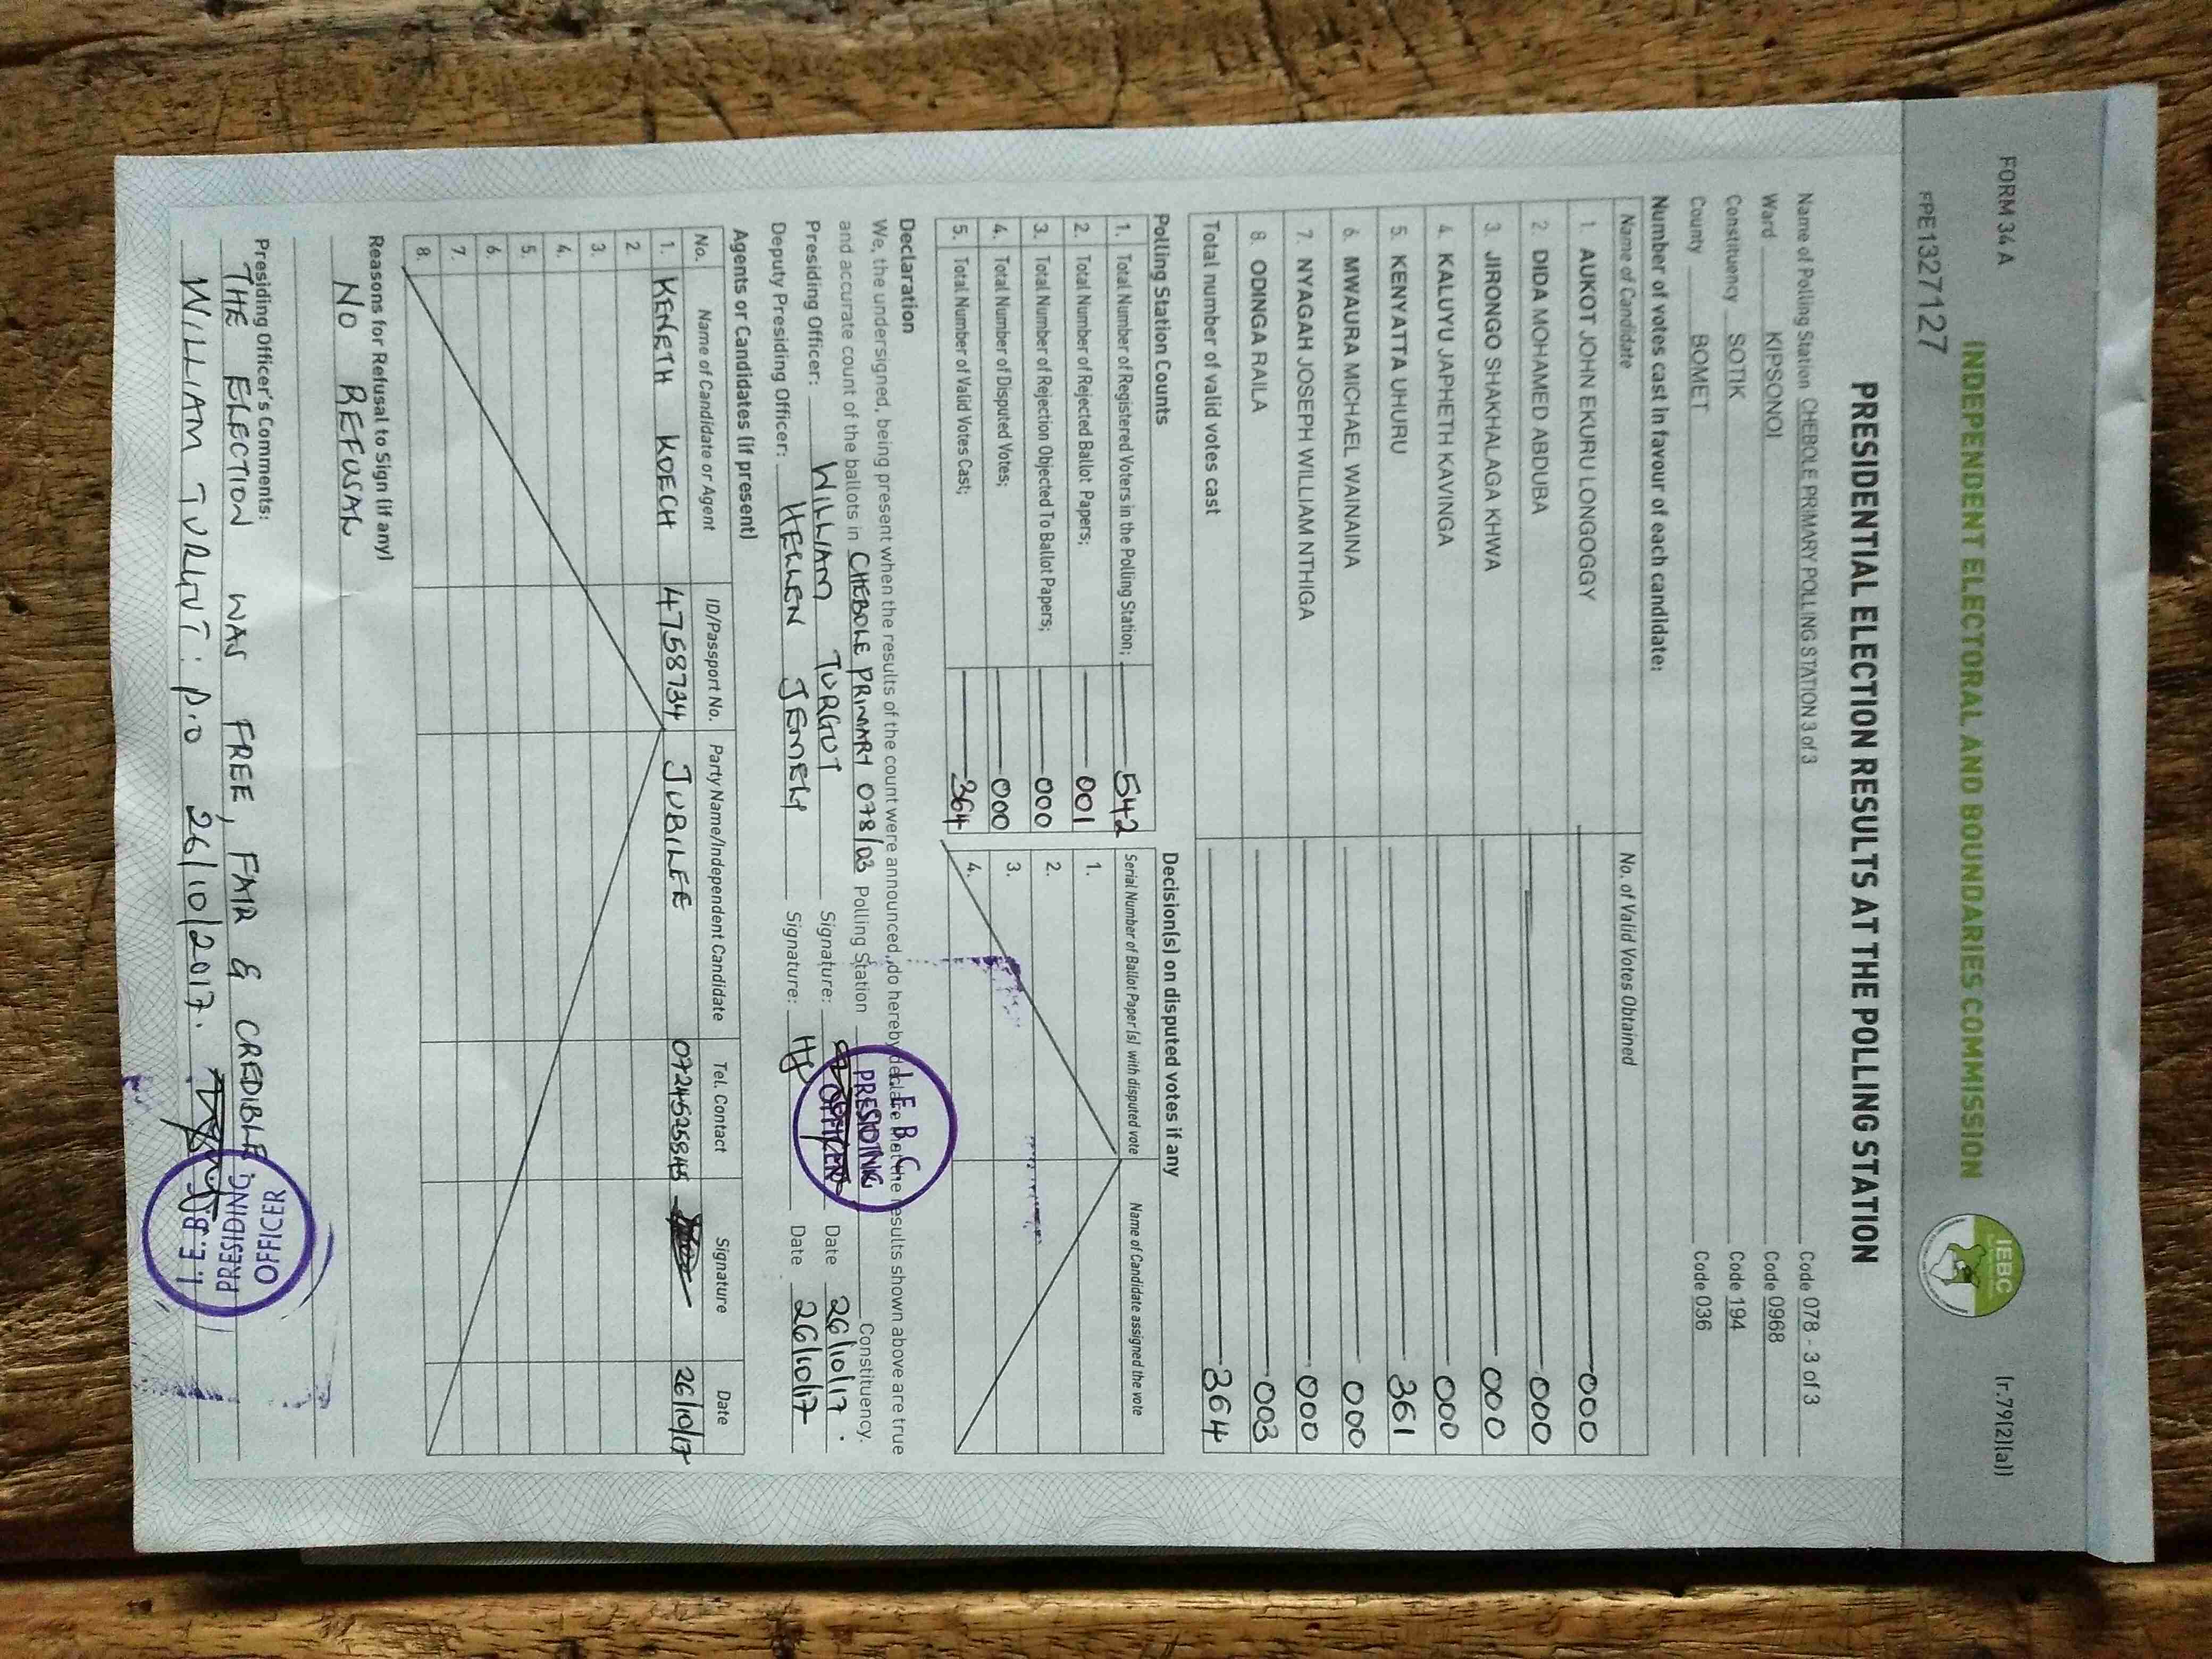 FORM 34 A
[r.79(2)(a)]
INDEPENDENT ELECTORAL AND BOUNDARIES COMMISSION
IEBC
FPE1327127
PRESIDENTIAL ELECTION RESULTS AT THE POLLING STATION
Name of Polling Station CHEBOLE PRIMARY POLLING STATION 3 of 3 Code 078 - 3 of 3
Ward KIPSONOI Code 0968
Constituency SOTIK Code 194
County BOMET Code 036
Number of votes cast in favour of each candidate:
Name of Candidate No. of Valid Votes Obtained
1. AUKOT JOHN EKURU LONGOGGY 000
2. DIDA MOHAMED ABDUBA 000
3. JIRONGO SHAKHALAGA KHWA 000
4. KALUYU JAPHETH KAVINGA 000
5. KENYATTA UHURU 361
6. MWAURA MICHAEL WAINAINA 000
7. NYAGAH JOSEPH WILLIAM NTHIGA 000
8. ODINGA RAILA 003
Total number of valid votes cast 364
Polling Station Counts
1. Total Number of Registered Voters in the Polling Station; 542
2. Total Number of Rejected Ballot Papers; 001
3. Total Number of Rejection Objected To Ballot Papers; 000
4. Total Number of Disputed Votes; 000
5. Total Number of Valid Votes Cast; 364
Decision(s) on disputed votes if any
Serial Number of Ballot Paper (s) with disputed vote Name of Candidate assigned the vote
1.
2.
3.
4.
Declaration
We, the undersigned, being present when the results of the count were announced, do hereby declare that the results shown above are true
and accurate count of the ballots in CHEBOLE PRIMARY 078/03 Polling Station Constituency.
Presiding Officer: WILLIAM TURGUT Signature: Date 26/10/17.
Deputy Presiding Officer: HELLEN JEMELY Signature: HJ Date 26/10/17
I.E.B.C
PRESIDING
OFFICER
Agents or Candidates (if present)
No. Name of Candidate or Agent ID/Passport No. Party Name/Independent Candidate Tel. Contact Signature Date
1. KENETH KOECH 4758734 JUBILEE 0724525845 26/10/17
2.
3.
4.
5.
6.
7.
8.
Reasons for Refusal to Sign (if any)
NO REFUSAL
Presiding Officer's Comments:
THE ELECTION WAS FREE, FAIR & CREDIBLE.
WILLIAM TURGUT: P.O 26/10/2017.
OFFICER
PRESIDING
I.E.B.